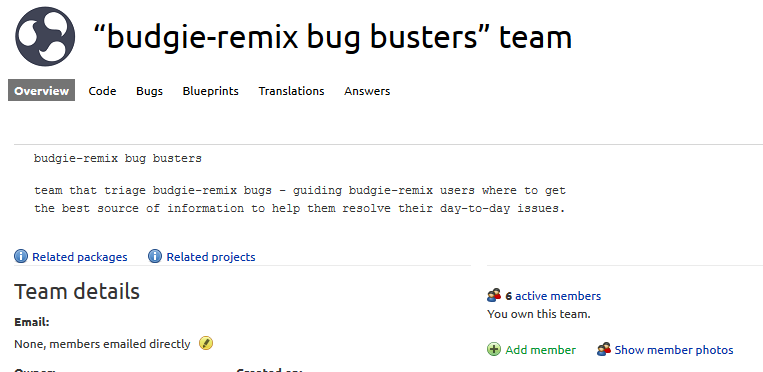 “budgie-remix bug busters” team
Overview Code Bugs Blueprints Translations Answers
budgie-remix bug busters
team that triage budgie-remix bugs - guiding budgie-remix users where to get
the best source of information to help them resolve their day-to-day issues.
Related packages Related projects
Team details
Email:
None, members emailed directly
6 active members
You own this team.
Add member Show member photos
Owner: Created on: